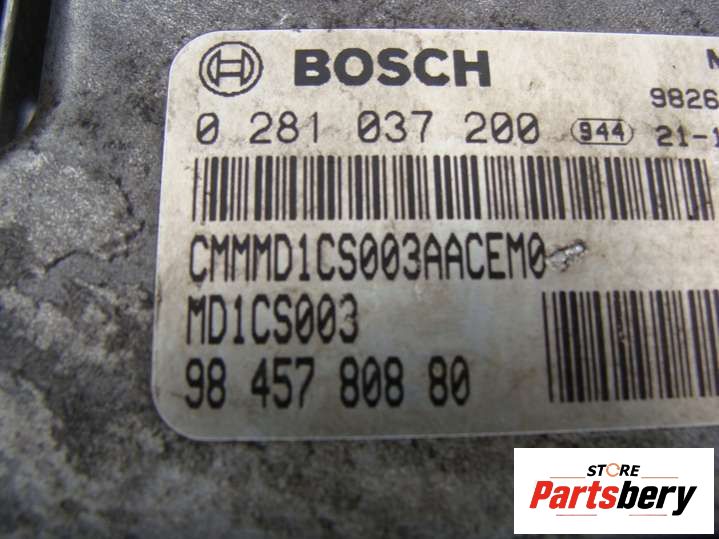 BOSCH
0 281 037 200 944 21-1
9826
CMMMD1CS003AACEM0
MD1CS003
98 457 808 80
STORE
Partsbery